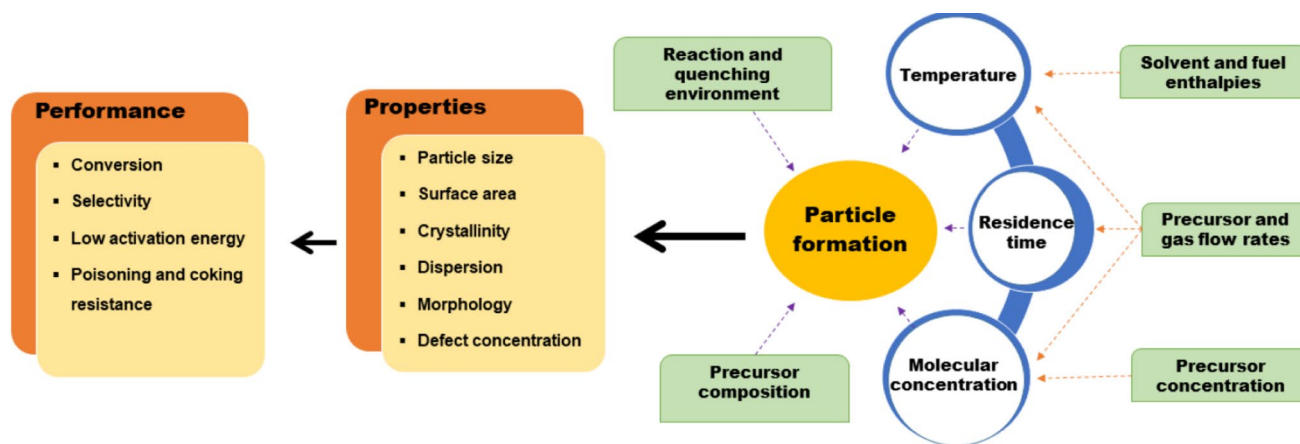 Performance
▪ Conversion
▪ Selectivity
▪ Low activation energy
▪ Poisoning and coking
resistance
Properties
▪ Particle size
▪ Surface area
▪ Crystallinity
▪ Dispersion
▪ Morphology
▪ Defect concentration
Reaction and
quenching
environment
Particle
formation
Precursor
composition
Temperature
Residence
time
Molecular
concentration
Solvent and fuel
enthalpies
Precursor and
gas flow rates
Precursor
concentration